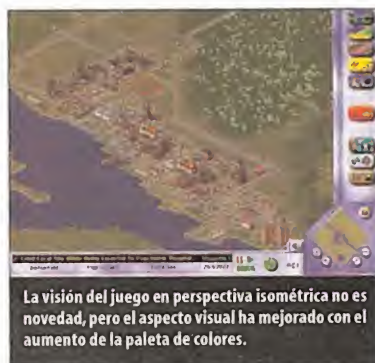 La visión del juego en perspectiva isométrica no es
novedad, pero el aspecto visual ha mejorado con el
aumento de la paleta de colores.